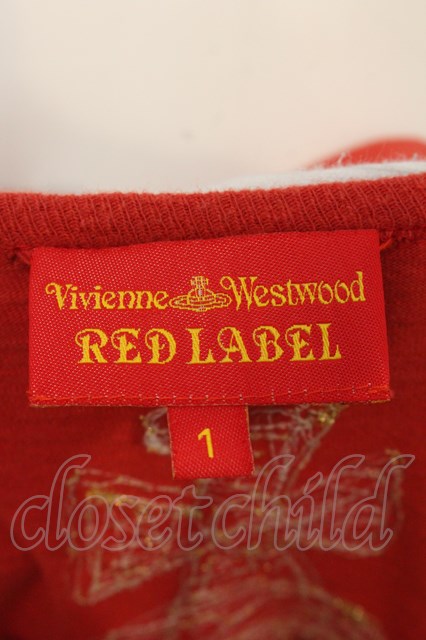 Vivienne Westwood
RED LABEL
1
closet child